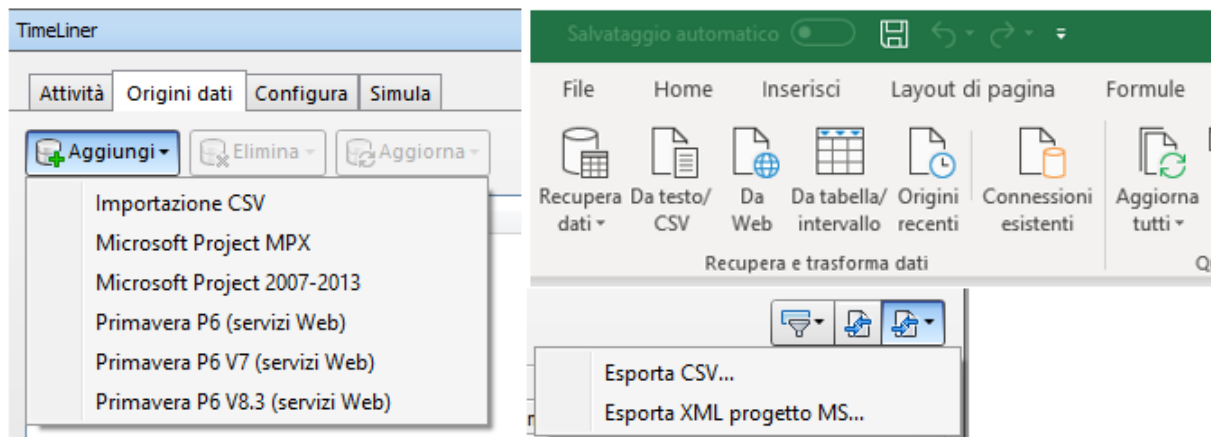 TimeLiner
Attività Origini dati Configura Simula
Aggiungi Elimina Aggiorna
Importazione CSV
Microsoft Project MPX
Microsoft Project 2007-2013
Primavera P6 (servizi Web)
Primavera P6 V7 (servizi Web)
Primavera P6 V8.3 (servizi Web)
Salvataggio automatico
File Home Inserisci Layout di pagina Formule
Recupera Da testo/ Da Da tabella/ Origini Connessioni Aggiorna
dati CSV Web intervallo recenti esistenti tutti
Recupera e trasforma dati
Esporta CSV...
Esporta XML progetto MS...